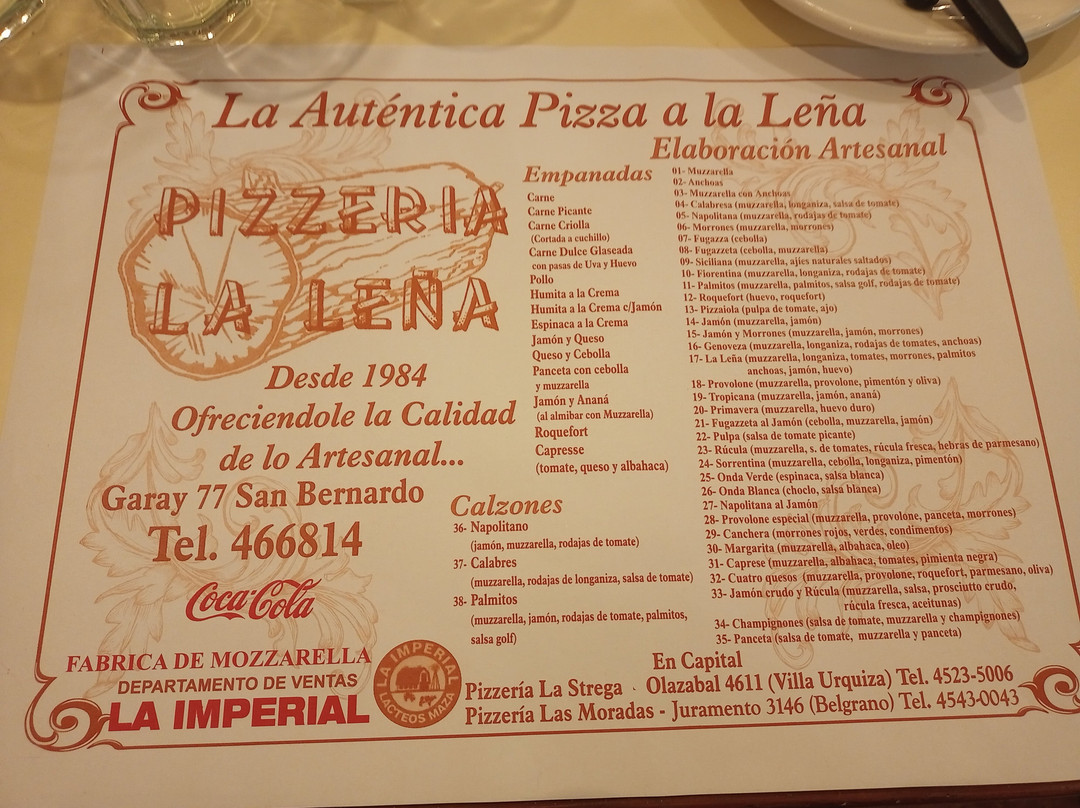 La Auténtica Pizza a la Leña
Elaboración Artesanal
PIZZERIA
LA LEÑA
Desde 1984
Ofreciendole la Calidad
de lo Artesanal...
Garay 77 San Bernardo
Tel. 466814
Coca-Cola
FABRICA DE MOZZARELLA
DEPARTAMENTO DE VENTAS
LA IMPERIAL
LA IMPERIAL
LACTEOS MAZA
Empanadas
Carne
Carne Picante
Carne Criolla
(Cortada a cuchillo)
Carne Dulce Glaseada
con pasas de Uva y Huevo
Pollo
Humita a la Crema
Humita a la Crema c/Jamón
Espinaca a la Crema
Jamón y Queso
Queso y Cebolla
Panceta con cebolla
y muzzarella
Jamón y Ananá
(al almibar con Muzzarella)
Roquefort
Capresse
(tomate, queso y albahaca)
Calzones
36- Napolitano
(jamón, muzzarella, rodajas de tomate)
37- Calabres
(muzzarella, rodajas de longaniza, salsa de tomate)
38- Palmitos
(muzzarella, jamón, rodajas de tomate, palmitos,
salsa golf)
01- Muzzarella
02- Anchoas
03- Muzzarella con Anchoas
04- Calabresa (muzzarella, longaniza, salsa de tomate)
05- Napolitana (muzzarella, rodajas de tomate)
06- Morrones (muzzarella, morrones)
07- Fugazza (cebolla)
08- Fugazzeta (cebolla, muzzarella)
09- Siciliana (muzzarella, ajíes naturales saltados)
10- Fiorentina (muzzarella, longaniza, rodajas de tomate)
11- Palmitos (muzzarella, palmitos, salsa golf, rodajas de tomate)
12- Roquefort (huevo, roquefort)
13- Pizzaiola (pulpa de tomate, ajo)
14- Jamón (muzzarella, jamón)
15- Jamón y Morrones (muzzarella, jamón, morrones)
16- Genoveza (muzzarella, longaniza, rodajas de tomates, anchoas)
17- La Leña (muzzarella, longaniza, tomates, morrones, palmitos
anchoas, jamón, huevo)
18- Provolone (muzzarella, provolone, pimentón y oliva)
19- Tropicana (muzzarella, jamón, ananá)
20- Primavera (muzzarella, huevo duro)
21- Fugazzeta al Jamón (cebolla, muzzarella, jamón)
22- Pulpa (salsa de tomate picante)
23- Rúcula (muzzarella, s. de tomates, rúcula fresca, hebras de parmesano)
24- Sorrentina (muzzarella, cebolla, longaniza, pimentón)
25- Onda Verde (espinaca, salsa blanca)
26- Onda Blanca (choclo, salsa blanca)
27- Napolitana al Jamón
28- Provolone especial (muzzarella, provolone, panceta, morrones)
29- Canchera (morrones rojos, verdes, condimentos)
30- Margarita (muzzarella, albahaca, oleo)
31- Caprese (muzzarella, albahaca, tomates, pimienta negra)
32- Cuatro quesos (muzzarella, provolone, roquefort, parmesano, oliva)
33- Jamón crudo y Rúcula (muzzarella, salsa, prosciutto crudo,
rúcula fresca, aceitunas)
34- Champignones (salsa de tomate, muzzarella y champignones)
35- Panceta (salsa de tomate, muzzarella y panceta)
En Capital
Pizzería La Strega - Olazabal 4611 (Villa Urquiza) Tel. 4523-5006
Pizzería Las Moradas - Juramento 3146 (Belgrano) Tel. 4543-0043